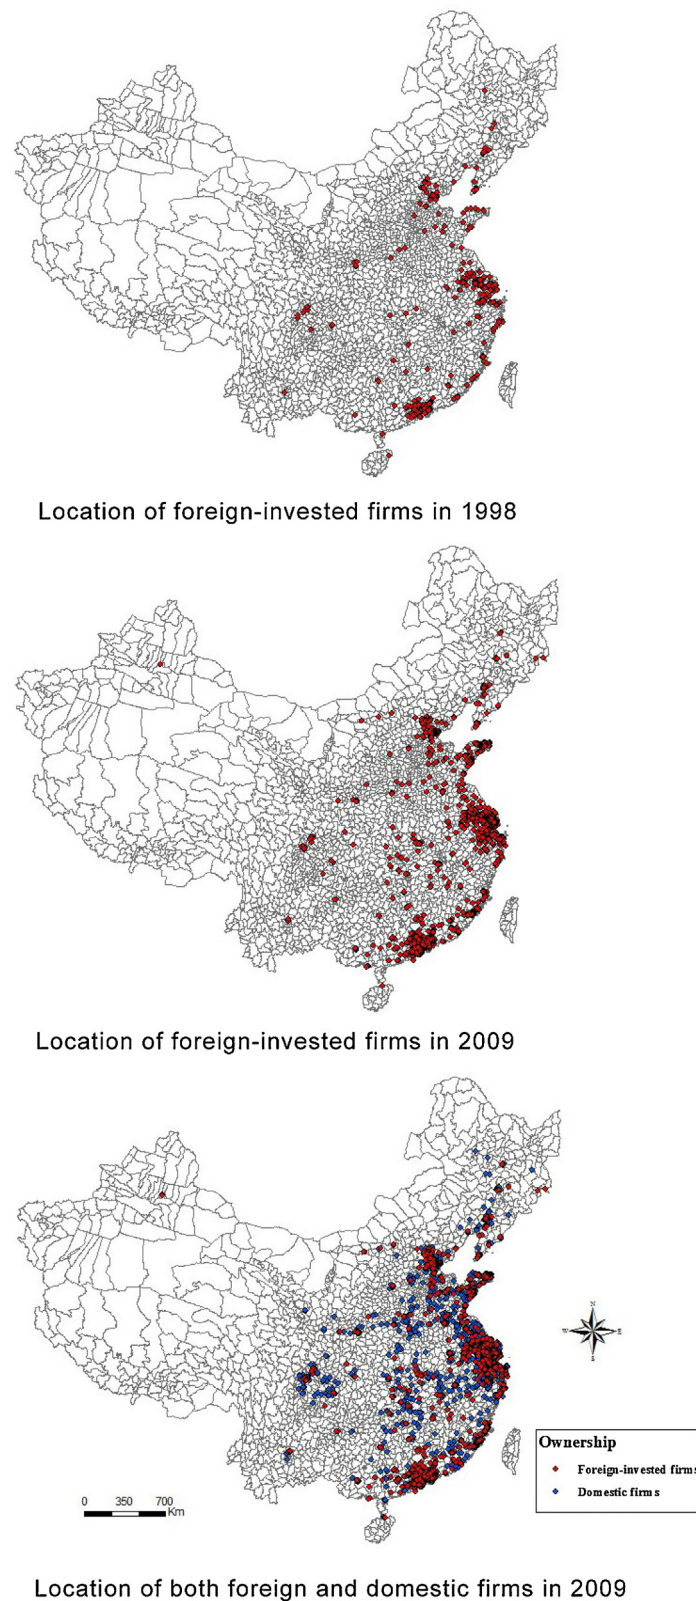 Location of foreign-invested firms in 1998
Location of foreign-invested firms in 2009
N
W E
S
Ownership
Foreign-invested firms
Domestic firms
0 350 700
Km
Location of both foreign and domestic firms in 2009